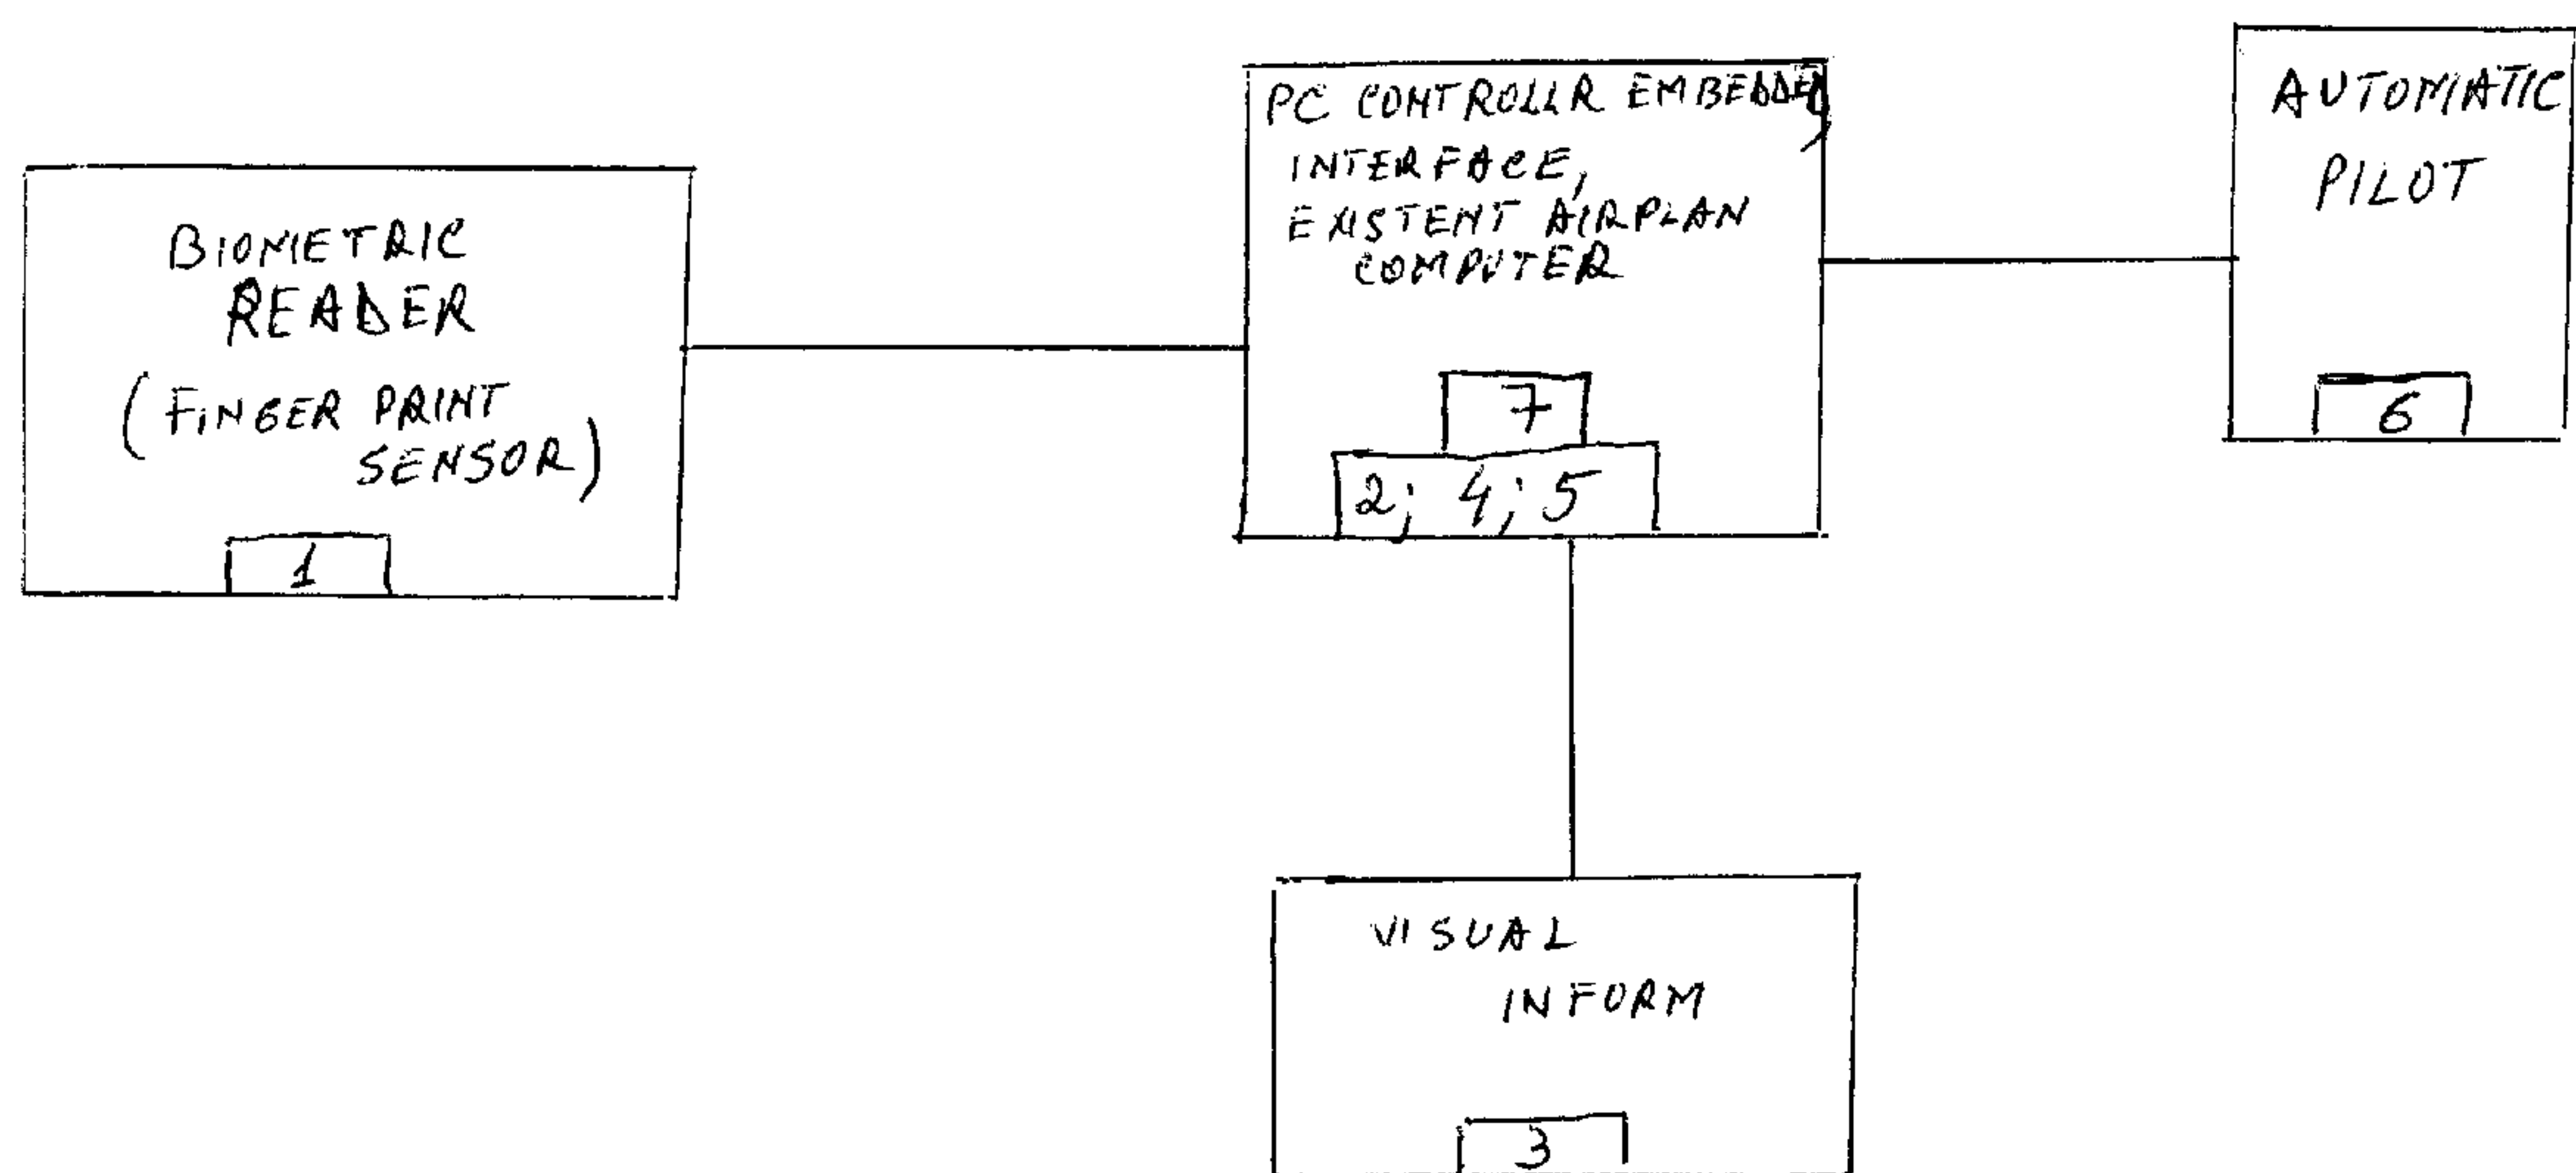 BIOMETRIC
READER
(FINGER PRINT
SENSOR)
1
PC CONTROLLR EMBEDDED,
INTERFACE,
EXISTENT AIRPLAN
COMPUTER
7
2; 4; 5
AUTOMATIC
PILOT
6
VISUAL
INFORM
3